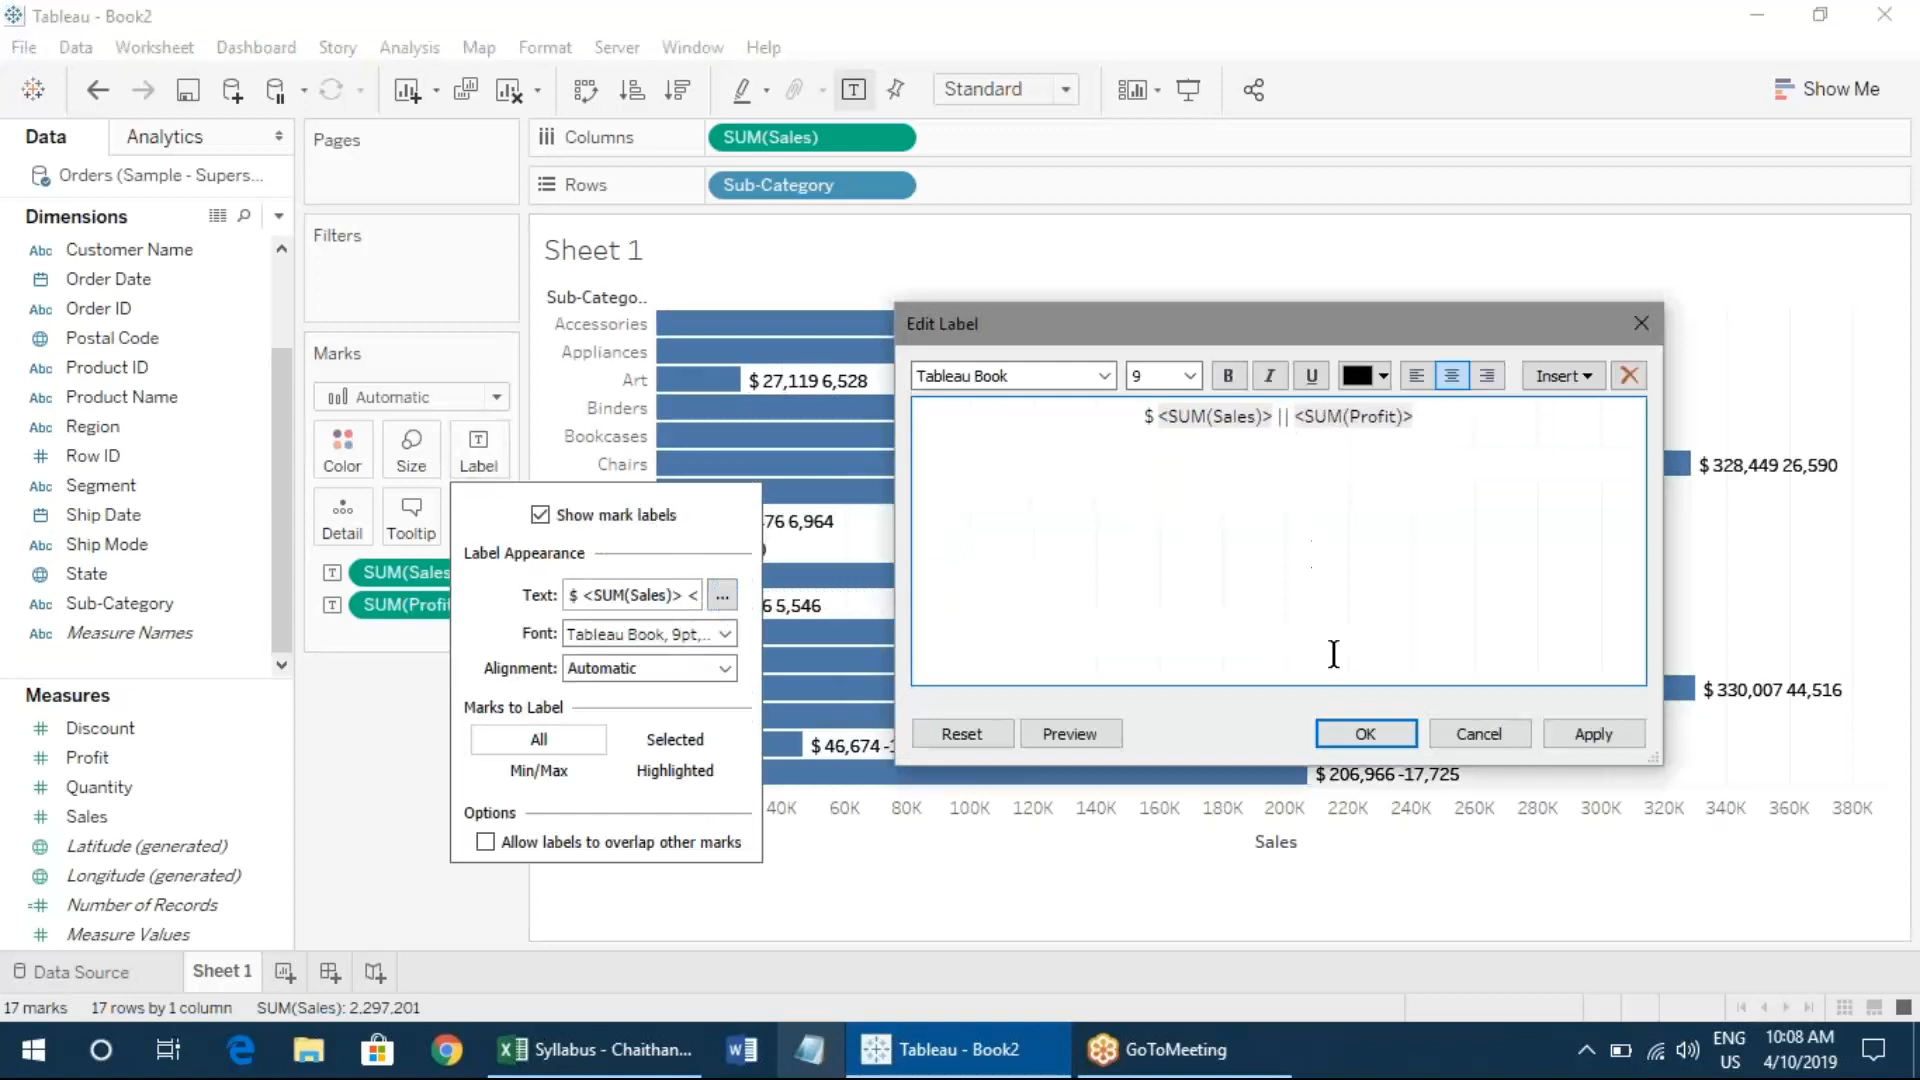 Tableau - Book2
File Data Worksheet Dashboard Story Analysis Map Format Server Window Help
Standard
Show Me
Data
Analytics
Orders (Sample - Supers...
Dimensions
Abc Customer Name
Order Date
Abc Order ID
Postal Code
Abc Product ID
Abc Product Name
Abc Region
# Row ID
Abc Segment
Ship Date
Abc Ship Mode
State
Abc Sub-Category
Abc Measure Names
Measures
# Discount
# Profit
# Quantity
# Sales
Latitude (generated)
Longitude (generated)
=# Number of Records
# Measure Values
Pages
Filters
Marks
Automatic
Color
Size
Label
Detail
Tooltip
SUM(Sales
SUM(Profi
Columns
SUM(Sales)
Rows
Sub-Category
Sheet 1
Sub-Catego..
Accessories
Appliances
Art
$ 27,119 6,528
Binders
Bookcases
Chairs
$ 328,449 26,590
76 6,964
6 5,546
$ 330,007 44,516
$ 46,674 -
$ 206,966 -17,725
40K 60K 80K 100K 120K 140K 160K 180K 200K 220K 240K 260K 280K 300K 320K 340K 360K 380K
Sales
Show mark labels
Label Appearance
Text: $ <SUM(Sales)> <
...
Font: Tableau Book, 9pt,...
Alignment: Automatic
Marks to Label
All
Selected
Min/Max
Highlighted
Options
Allow labels to overlap other marks
Edit Label
Tableau Book
9
B
I
U
Insert
$ <SUM(Sales)> || <SUM(Profit)>
Reset
Preview
OK
Cancel
Apply
Data Source
Sheet 1
17 marks 17 rows by 1 column SUM(Sales): 2,297,201
Syllabus - Chaithan...
Tableau - Book2
GoToMeeting
ENG
US
10:08 AM
4/10/2019